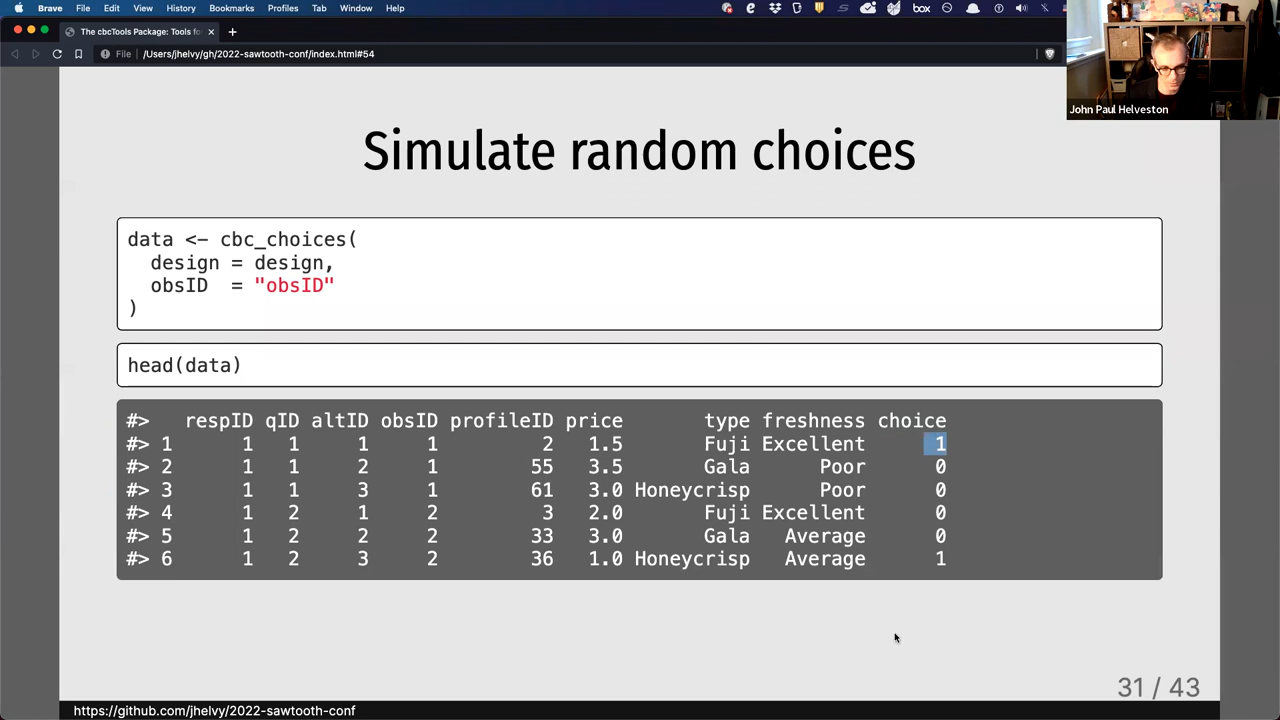 Brave File Edit View History Bookmarks Profiles Tab Window Help
The cbcTools Package: Tools fo
File /Users/jhelvy/gh/2022-sawtooth-conf/index.html#54
John Paul Helveston
Simulate random choices
data <- cbc_choices(
  design = design,
  obsID  = "obsID"
)
head(data)
#>   respID qID altID obsID profileID price       type freshness choice
#> 1      1   1     1     1         2   1.5       Fuji Excellent      1
#> 2      1   1     2     1        55   3.5       Gala      Poor      0
#> 3      1   1     3     1        61   3.0 Honeycrisp      Poor      0
#> 4      1   2     1     2         3   2.0       Fuji Excellent      0
#> 5      1   2     2     2        33   3.0       Gala   Average      0
#> 6      1   2     3     2        36   1.0 Honeycrisp   Average      1
31 / 43
https://github.com/jhelvy/2022-sawtooth-conf